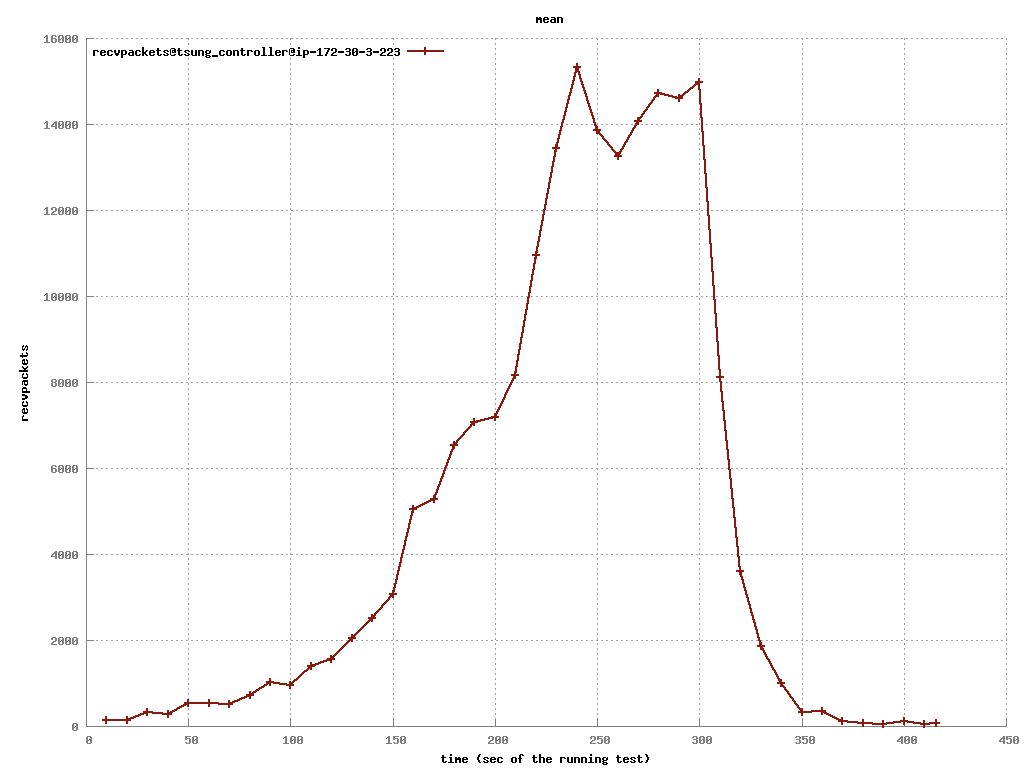 mean
recvpackets@tsung_controller@ip-172-30-3-223
16000
14000
12000
10000
8000
6000
4000
2000
0
recvpackets
0 50 100 150 200 250 300 350 400 450
time (sec of the running test)